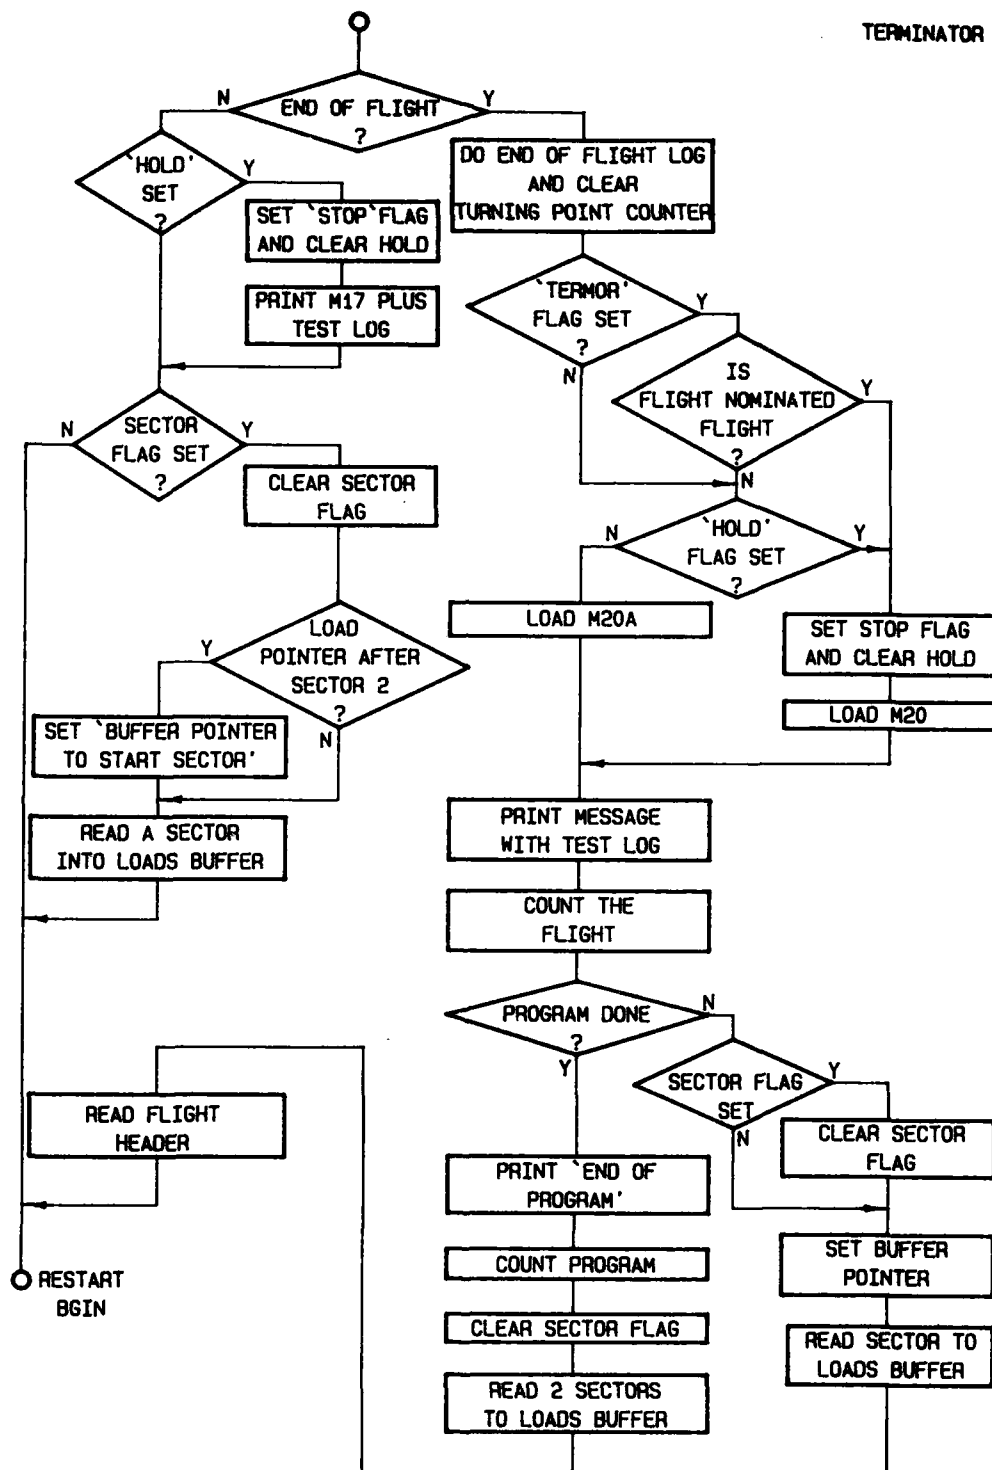 TERMINATOR
END OF FLIGHT
?
N
Y
`HOLD'
SET
?
Y
SET `STOP`FLAG
AND CLEAR HOLD
PRINT M17 PLUS
TEST LOG
SECTOR
FLAG SET
?
N
Y
CLEAR SECTOR
FLAG
LOAD
POINTER AFTER
SECTOR 2
?
Y
N
SET `BUFFER POINTER
TO START SECTOR'
READ A SECTOR
INTO LOADS BUFFER
READ FLIGHT
HEADER
RESTART
BGIN
DO END OF FLIGHT LOG
AND CLEAR
TURNING POINT COUNTER
`TERMOR'
FLAG SET
?
Y
N
IS
FLIGHT NOMINATED
FLIGHT
?
Y
N
`HOLD'
FLAG SET
?
N
Y
LOAD M20A
SET STOP FLAG
AND CLEAR HOLD
LOAD M20
PRINT MESSAGE
WITH TEST LOG
COUNT THE
FLIGHT
PROGRAM DONE
?
N
Y
SECTOR FLAG
SET
Y
N
CLEAR SECTOR
FLAG
PRINT `END OF
PROGRAM'
COUNT PROGRAM
CLEAR SECTOR FLAG
READ 2 SECTORS
TO LOADS BUFFER
SET BUFFER
POINTER
READ SECTOR TO
LOADS BUFFER